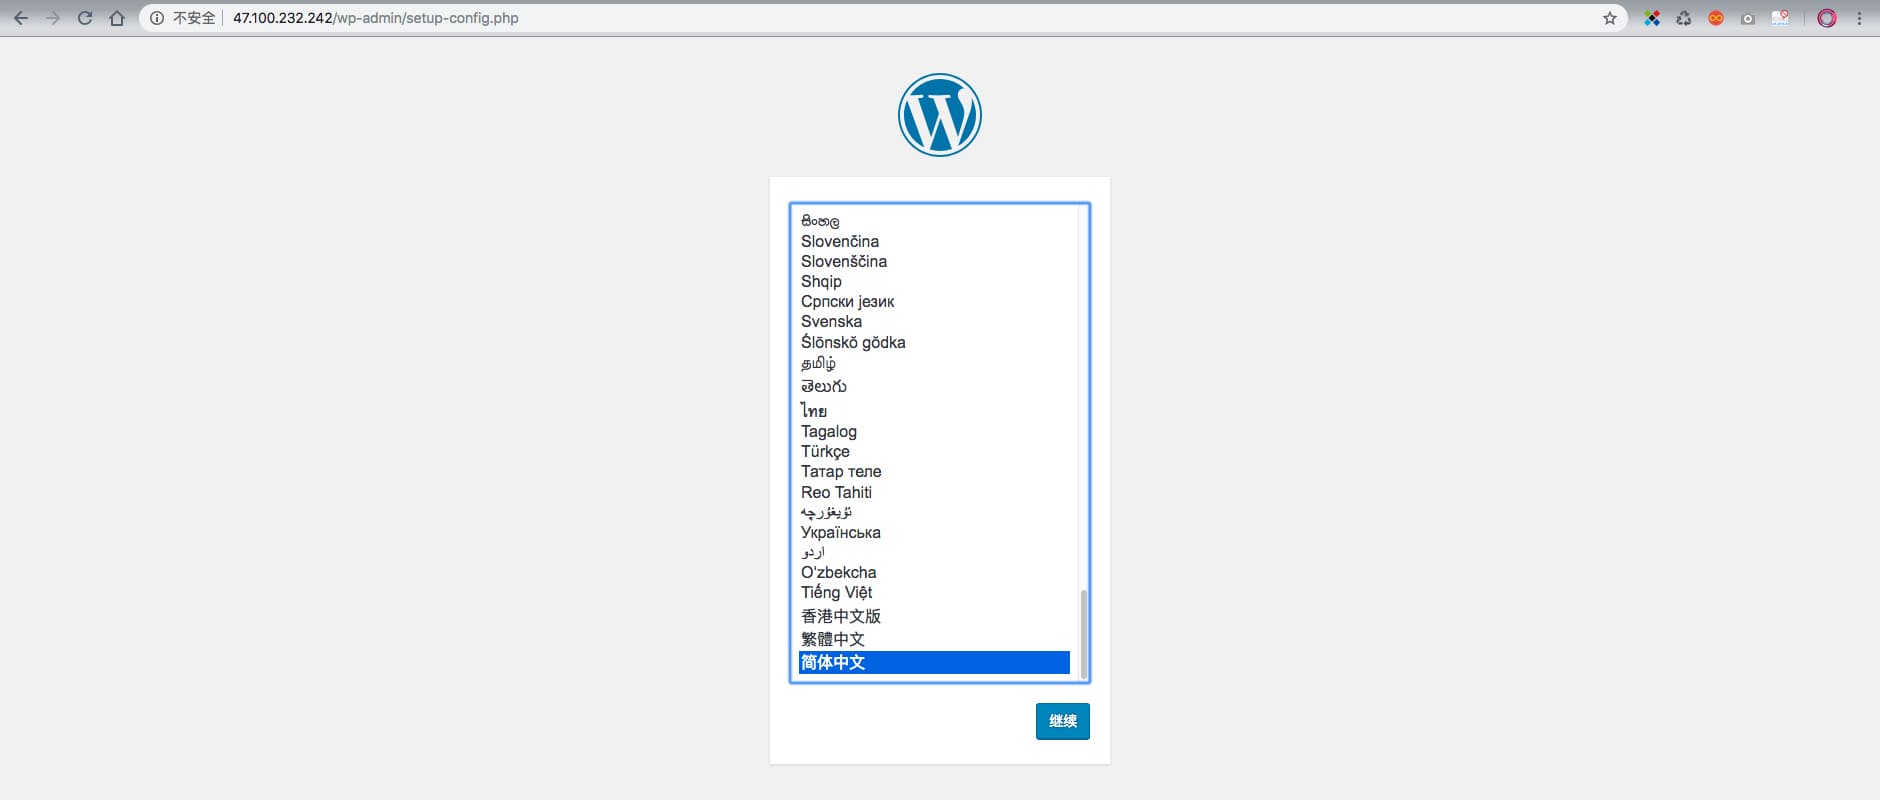 不安全 47.100.232.242/wp-admin/setup-config.php
සිංහල
Slovenčina
Slovenščina
Shqip
Српски језик
Svenska
Ślōnskŏ gŏdka
தமிழ்
తెలుగు
ไทย
Tagalog
Türkçe
Татар теле
Reo Tahiti
ئۇيغۇرچە
Українська
اردو
O'zbekcha
Tiếng Việt
香港中文版
繁體中文
简体中文
继续